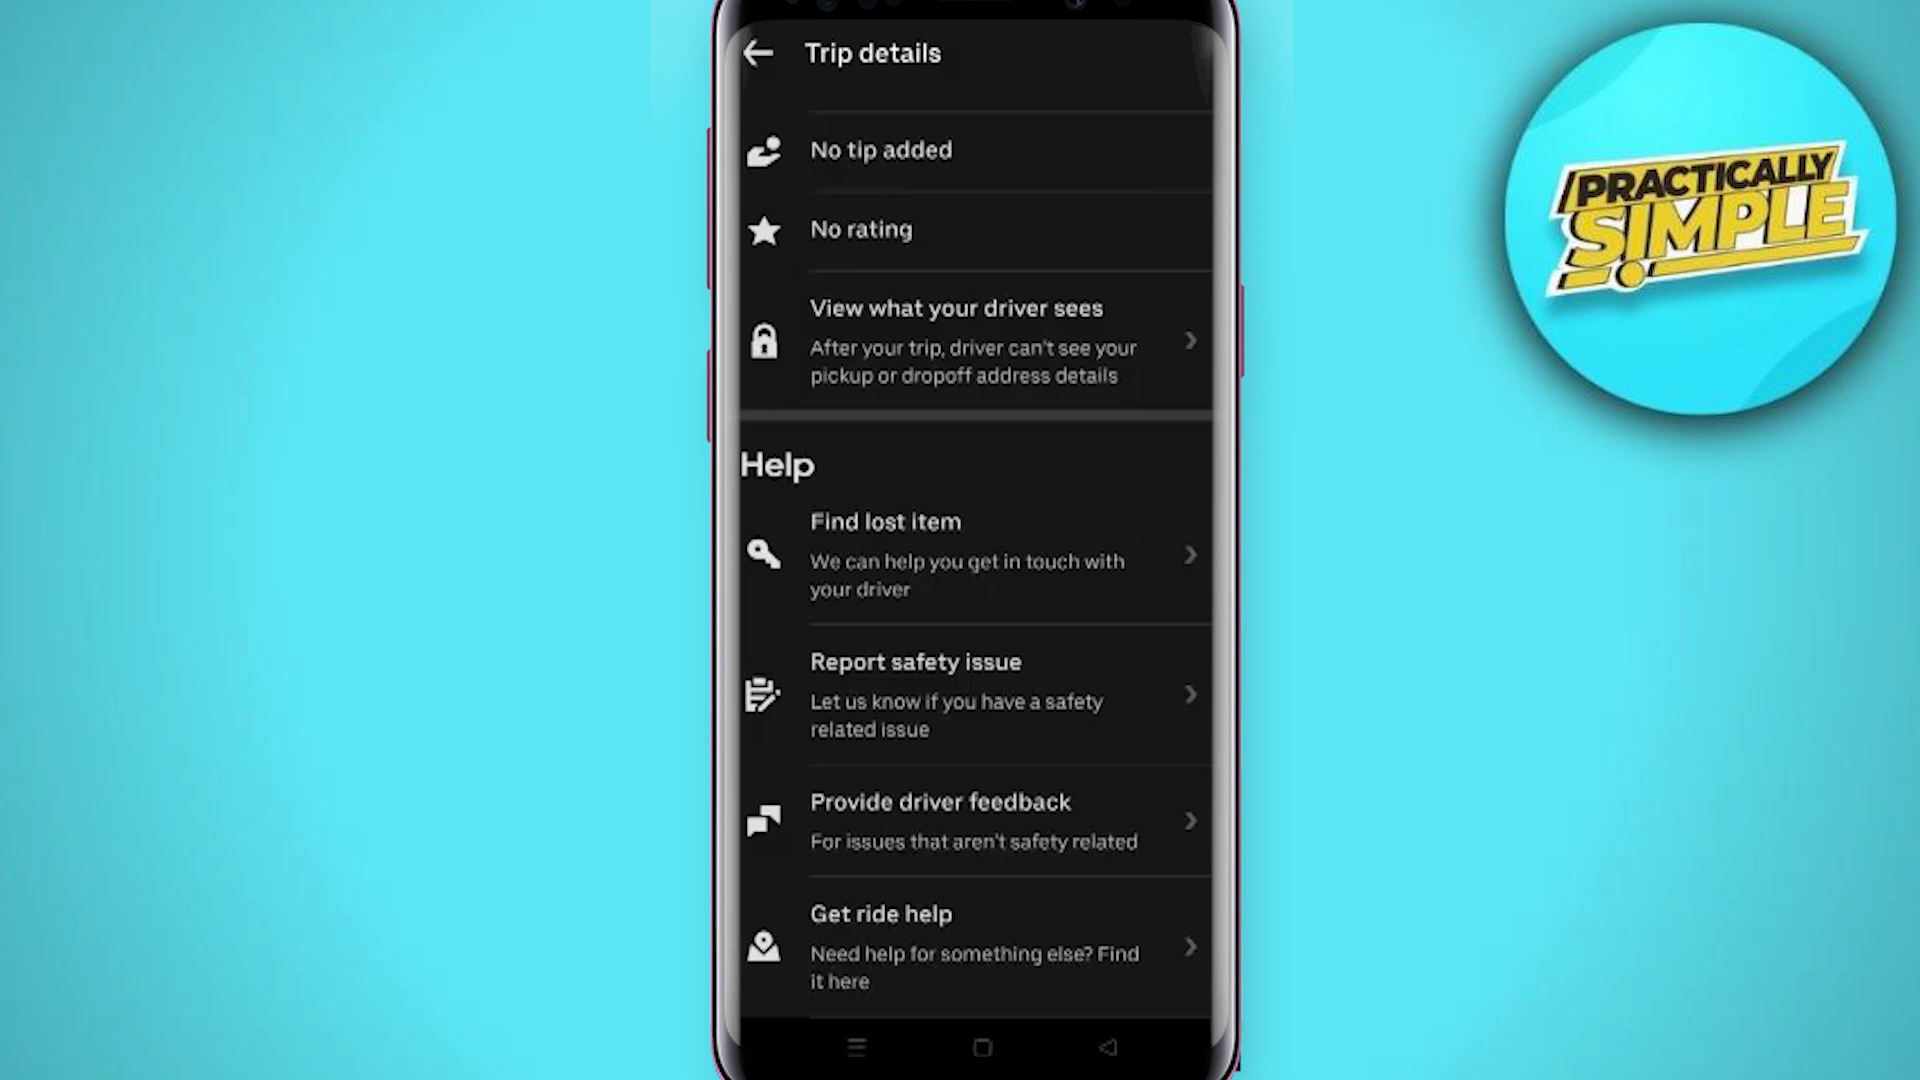 Trip details
No tip added
No rating
View what your driver sees
After your trip, driver can't see your
pickup or dropoff address details
Help
Find lost item
We can help you get in touch with
your driver
Report safety issue
Let us know if you have a safety
related issue
Provide driver feedback
For issues that aren't safety related
Get ride help
Need help for something else? Find
it here
PRACTICALLY
SIMPLE